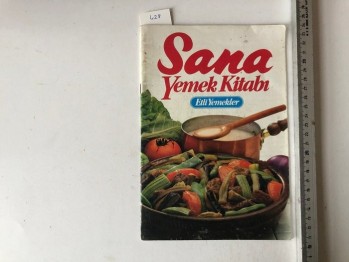 Sana
Yemek Kitabı
Etli Yemekler